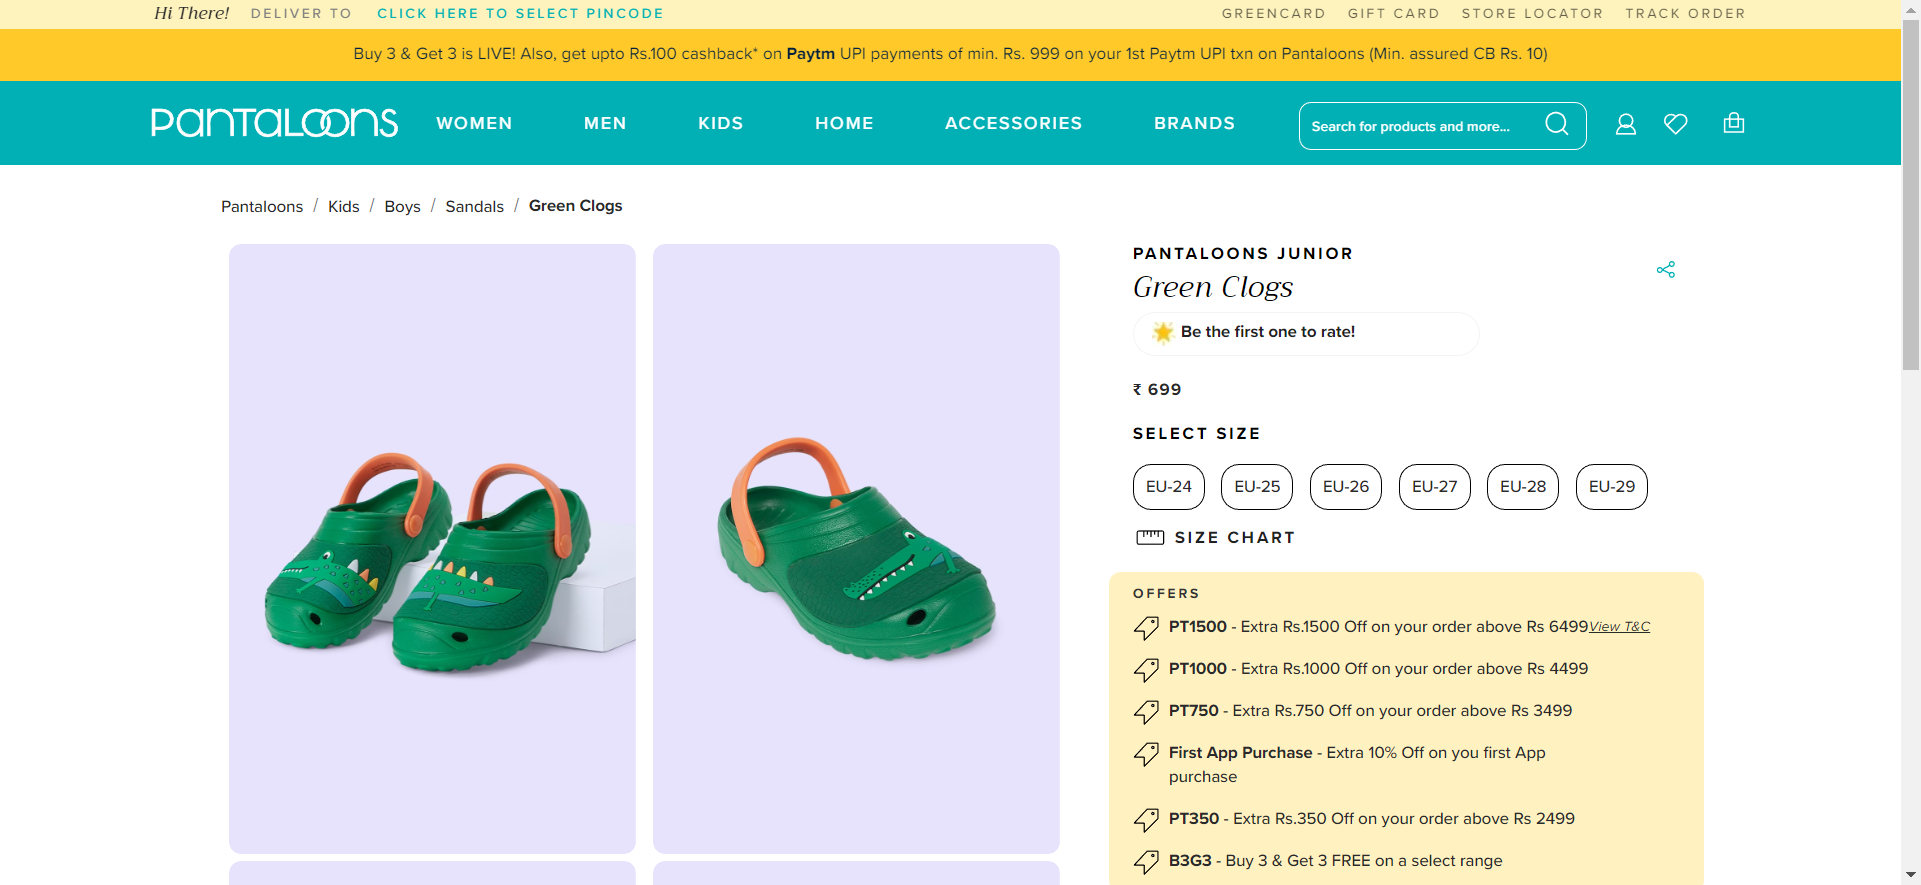 Hi There! DELIVER TO CLICK HERE TO SELECT PINCODE GREENCARD GIFT CARD STORE LOCATOR TRACK ORDER
Buy 3 & Get 3 is LIVE! Also, get upto Rs.100 cashback* on Paytm UPI payments of min. Rs. 999 on your 1st Paytm UPI txn on Pantaloons (Min. assured CB Rs. 10)
PANTALOONS WOMEN MEN KIDS HOME ACCESSORIES BRANDS Search for products and more...
Pantaloons / Kids / Boys / Sandals / Green Clogs
PANTALOONS JUNIOR
Green Clogs
Be the first one to rate!
₹ 699
SELECT SIZE
EU-24 EU-25 EU-26 EU-27 EU-28 EU-29
SIZE CHART
OFFERS
PT1500 - Extra Rs.1500 Off on your order above Rs 6499View T&C
PT1000 - Extra Rs.1000 Off on your order above Rs 4499
PT750 - Extra Rs.750 Off on your order above Rs 3499
First App Purchase - Extra 10% Off on you first App
purchase
PT350 - Extra Rs.350 Off on your order above Rs 2499
B3G3 - Buy 3 & Get 3 FREE on a select range